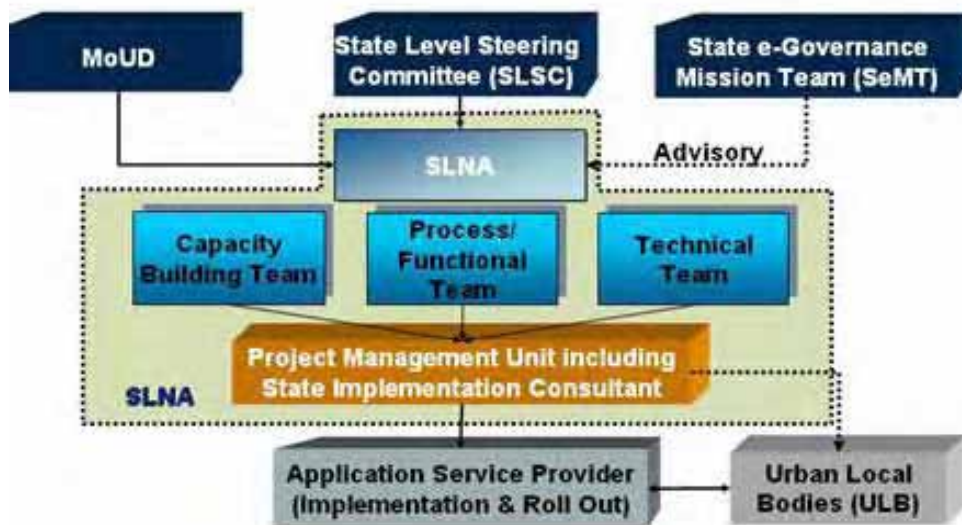 MoUD
State Level Steering
Committee (SLSC)
State e-Governance
Mission Team (SeMT)
SLNA
Advisory
Capacity
Building Team
Process/
Functional
Team
Technical
Team
Project Management Unit including
State Implementation Consultant
SLNA
Application Service Provider
(Implementation & Roll Out)
Urban Local
Bodies (ULB)